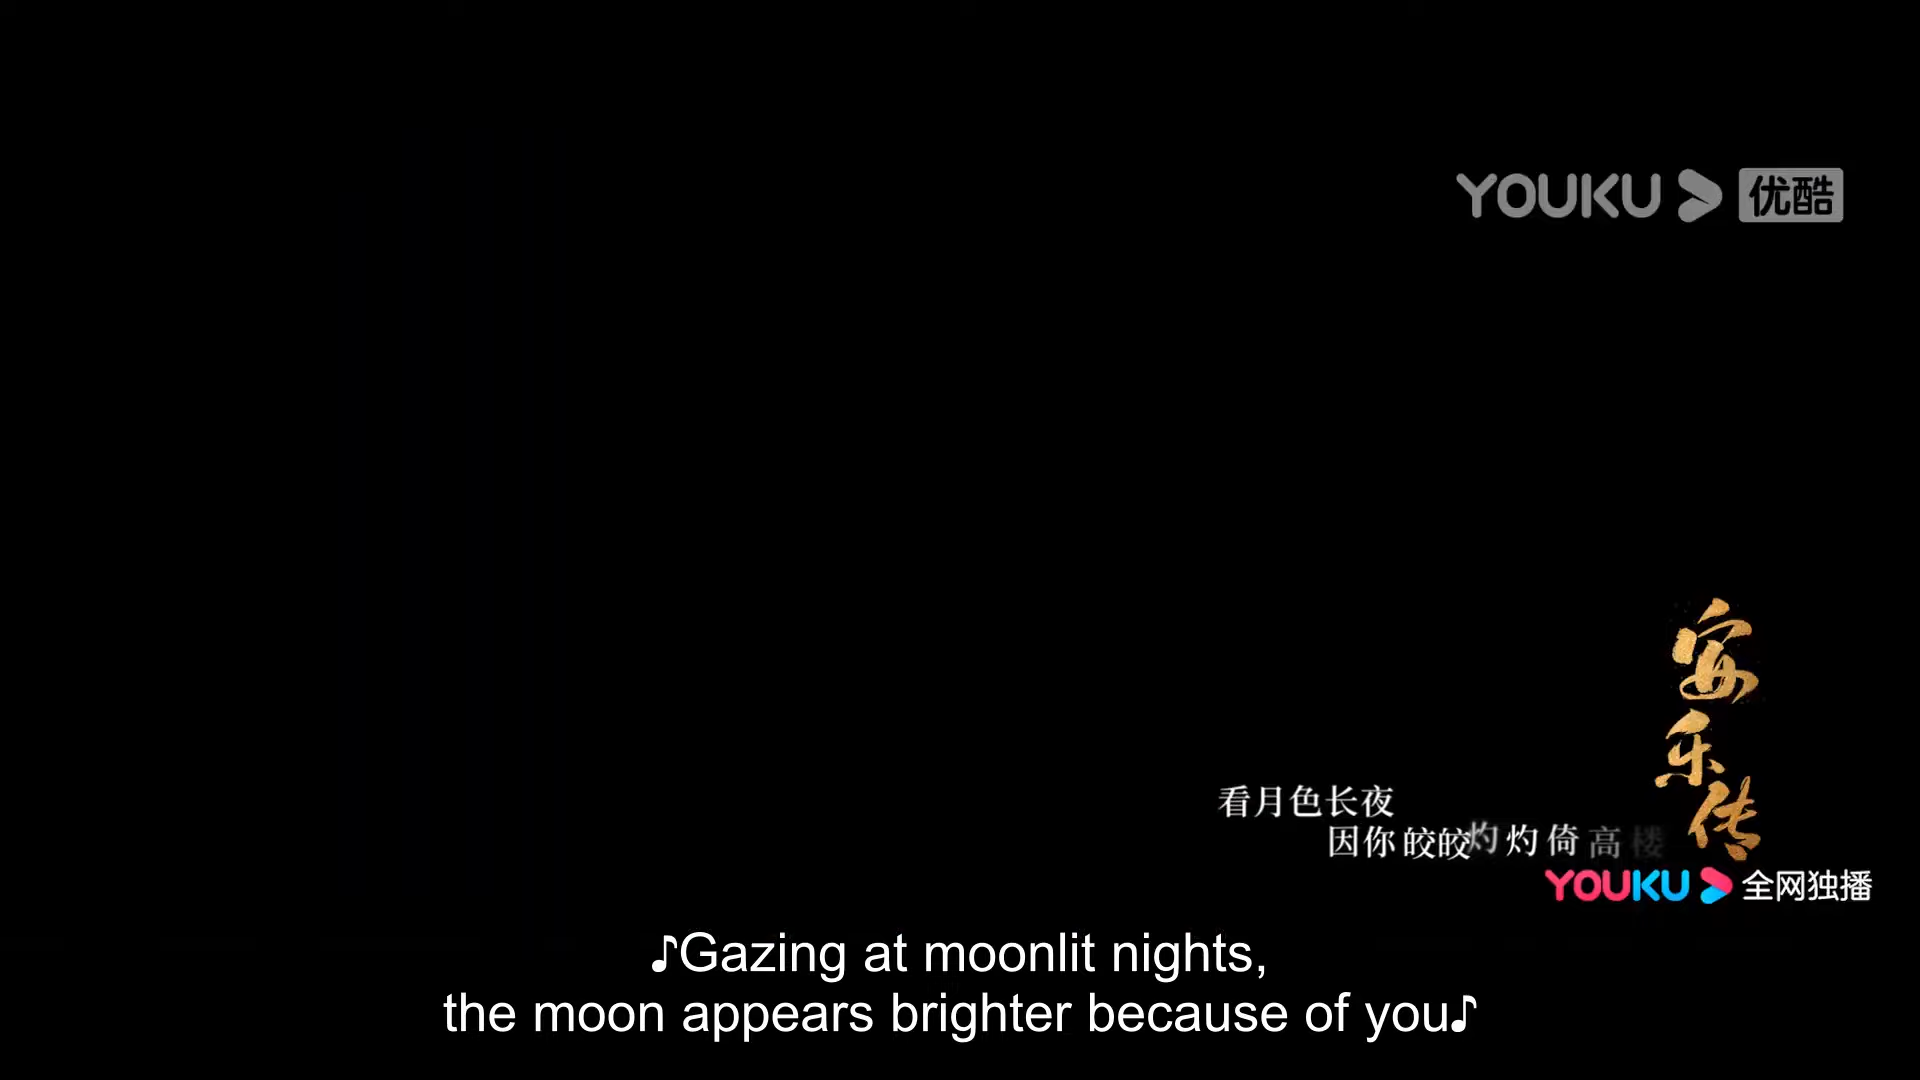 YOUKU 优酷
安乐传
看月色长夜
因你皎皎灼灼倚高楼
YOUKU 全网独播
♪Gazing at moonlit nights,
the moon appears brighter because of you♪